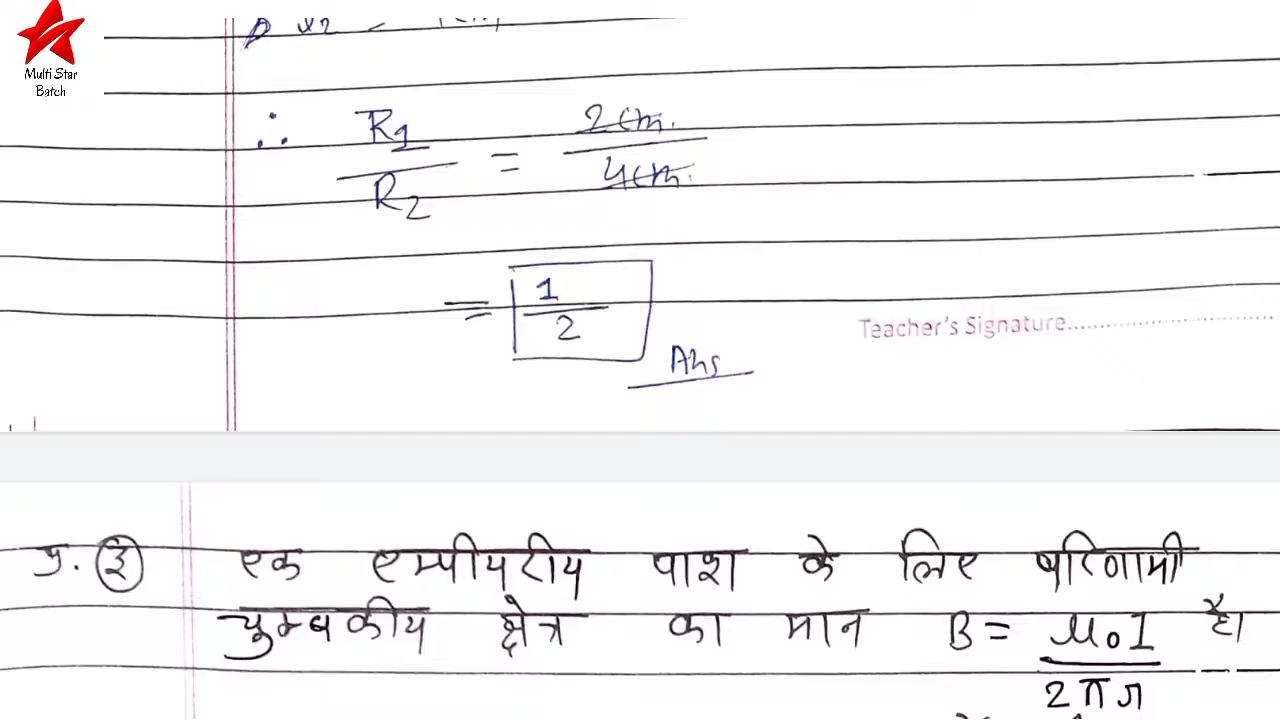 Multi Star
Batch
∴ R1/R2 = 2cm./4cm.
= 1/2
Ans
Teacher's Signature
प्र. ३ एक एम्पीयरीय पाश के लिए परिणामी
चुम्बकीय क्षेत्र का मान B = μ₀I/2πr है।